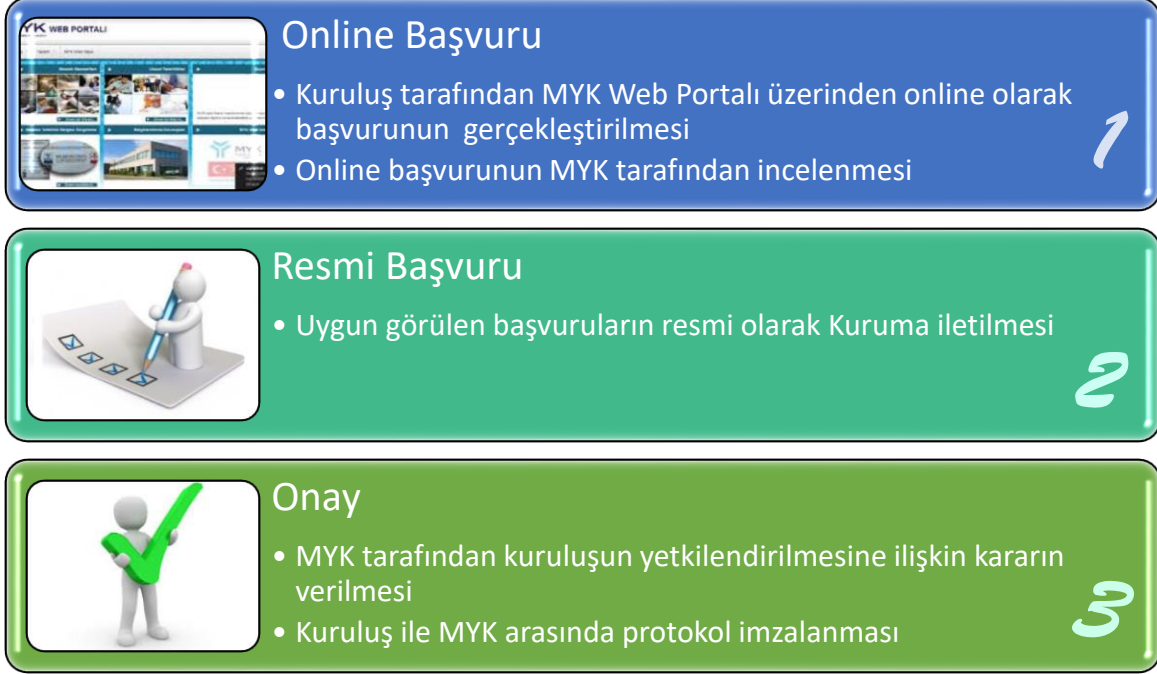 YK WEB PORTALI
Online Başvuru
• Kuruluş tarafından MYK Web Portalı üzerinden online olarak
başvurunun gerçekleştirilmesi
• Online başvurunun MYK tarafından incelenmesi
1
Resmi Başvuru
• Uygun görülen başvuruların resmi olarak Kuruma iletilmesi
2
Onay
• MYK tarafından kuruluşun yetkilendirilmesine ilişkin kararın
verilmesi
• Kuruluş ile MYK arasında protokol imzalanması
3